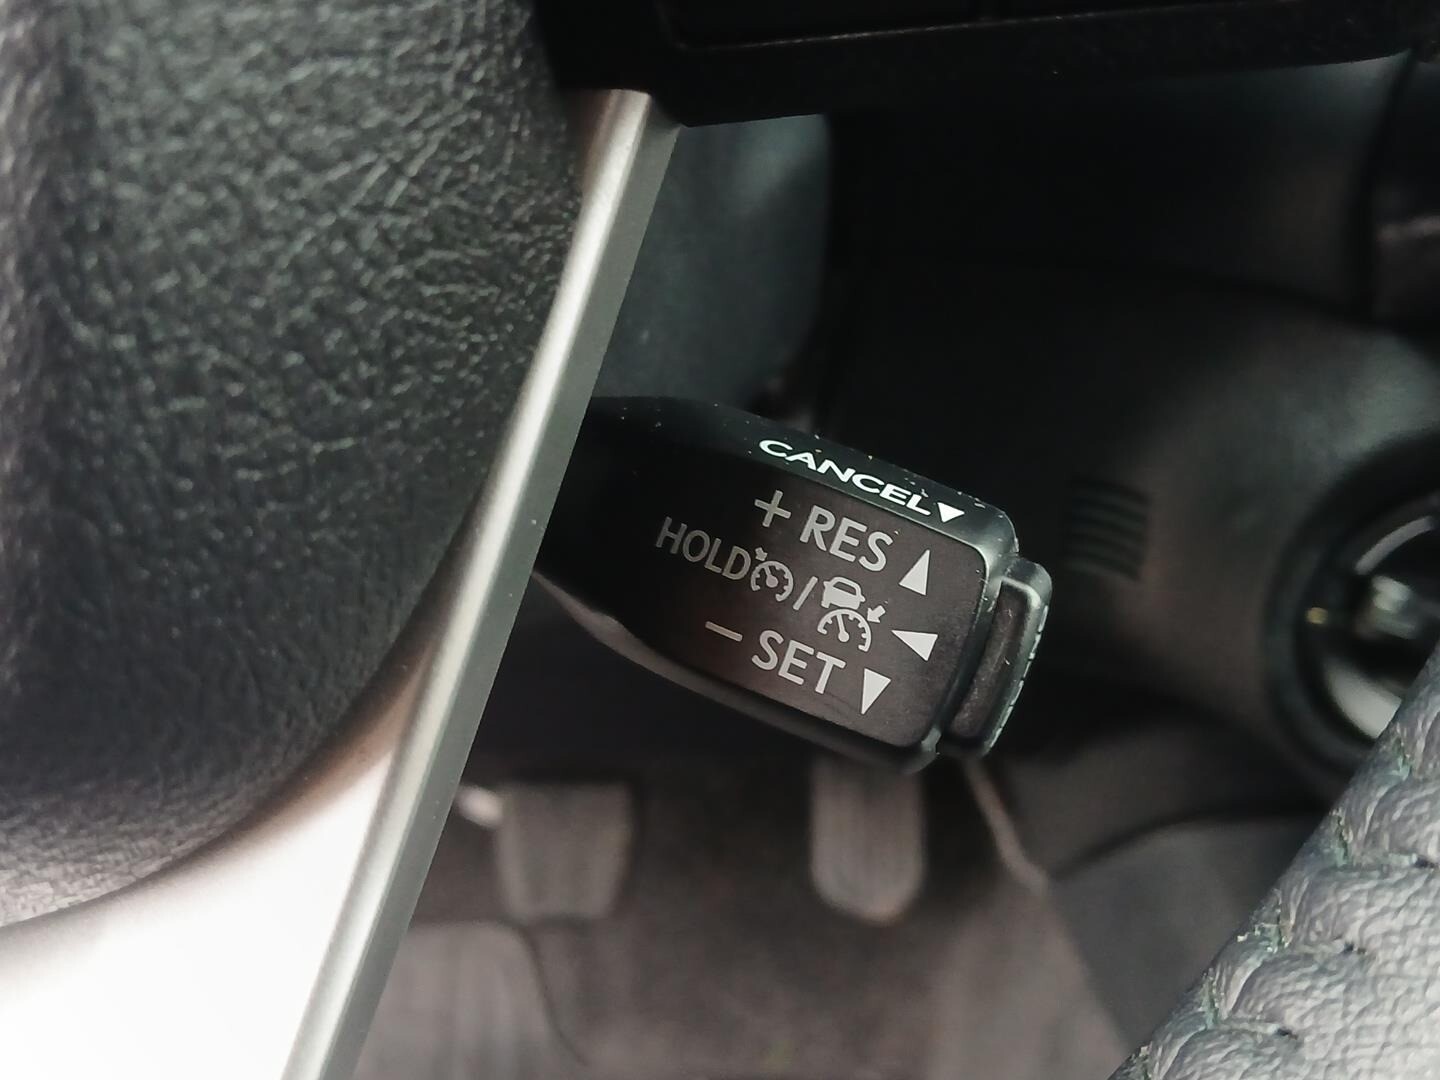 CANCEL
+ RES
HOLD /
− SET